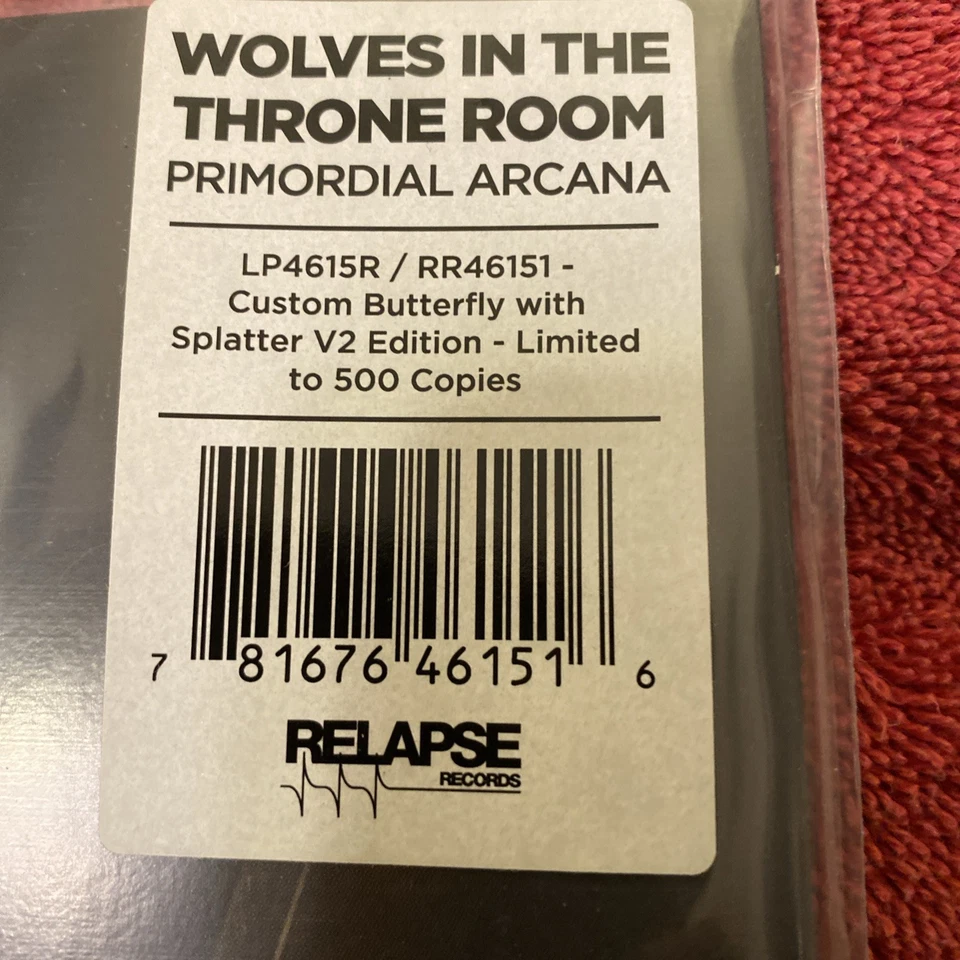 WOLVES IN THE
THRONE ROOM
PRIMORDIAL ARCANA
LP4615R / RR46151 -
Custom Butterfly with
Splatter V2 Edition - Limited
to 500 Copies
7 81676 46151 6
RELAPSE
RECORDS